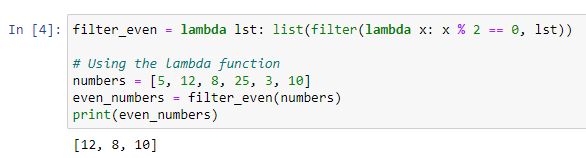 In [4]: filter_even = lambda lst: list(filter(lambda x: x % 2 == 0, lst))
# Using the lambda function
numbers = [5, 12, 8, 25, 3, 10]
even_numbers = filter_even(numbers)
print(even_numbers)
[12, 8, 10]